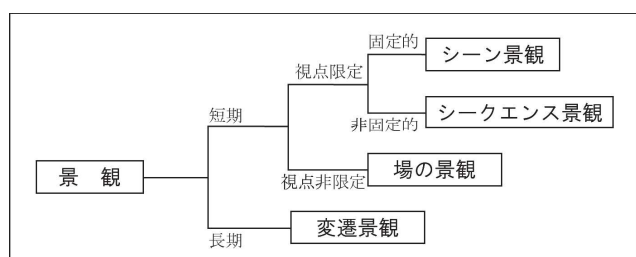 固定的
シーン景観
視点限定
短期
シークエンス景観
非固定的
景　観
場の景観
視点非限定
変遷景観
長期